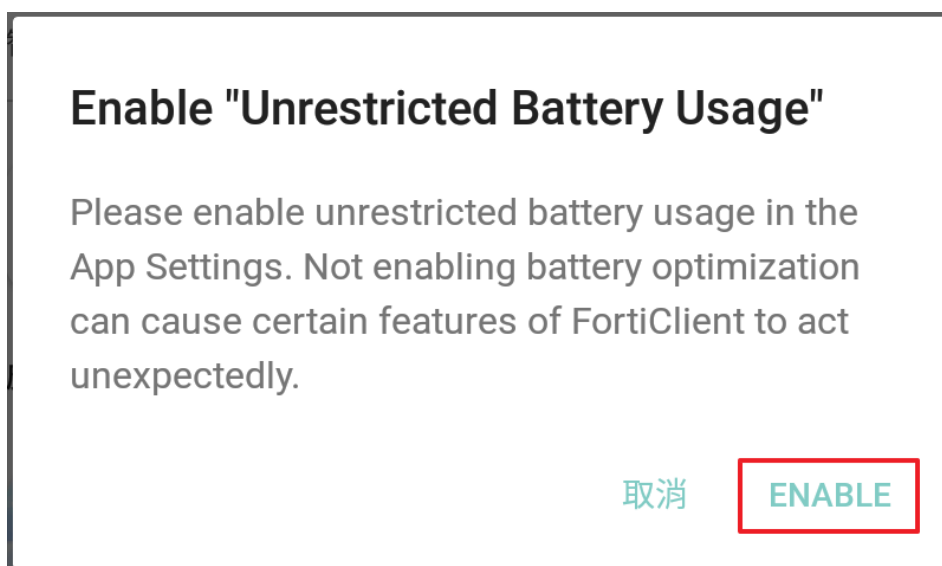 Enable "Unrestricted Battery Usage"
Please enable unrestricted battery usage in the
App Settings. Not enabling battery optimization
can cause certain features of FortiClient to act
unexpectedly.
取消 ENABLE